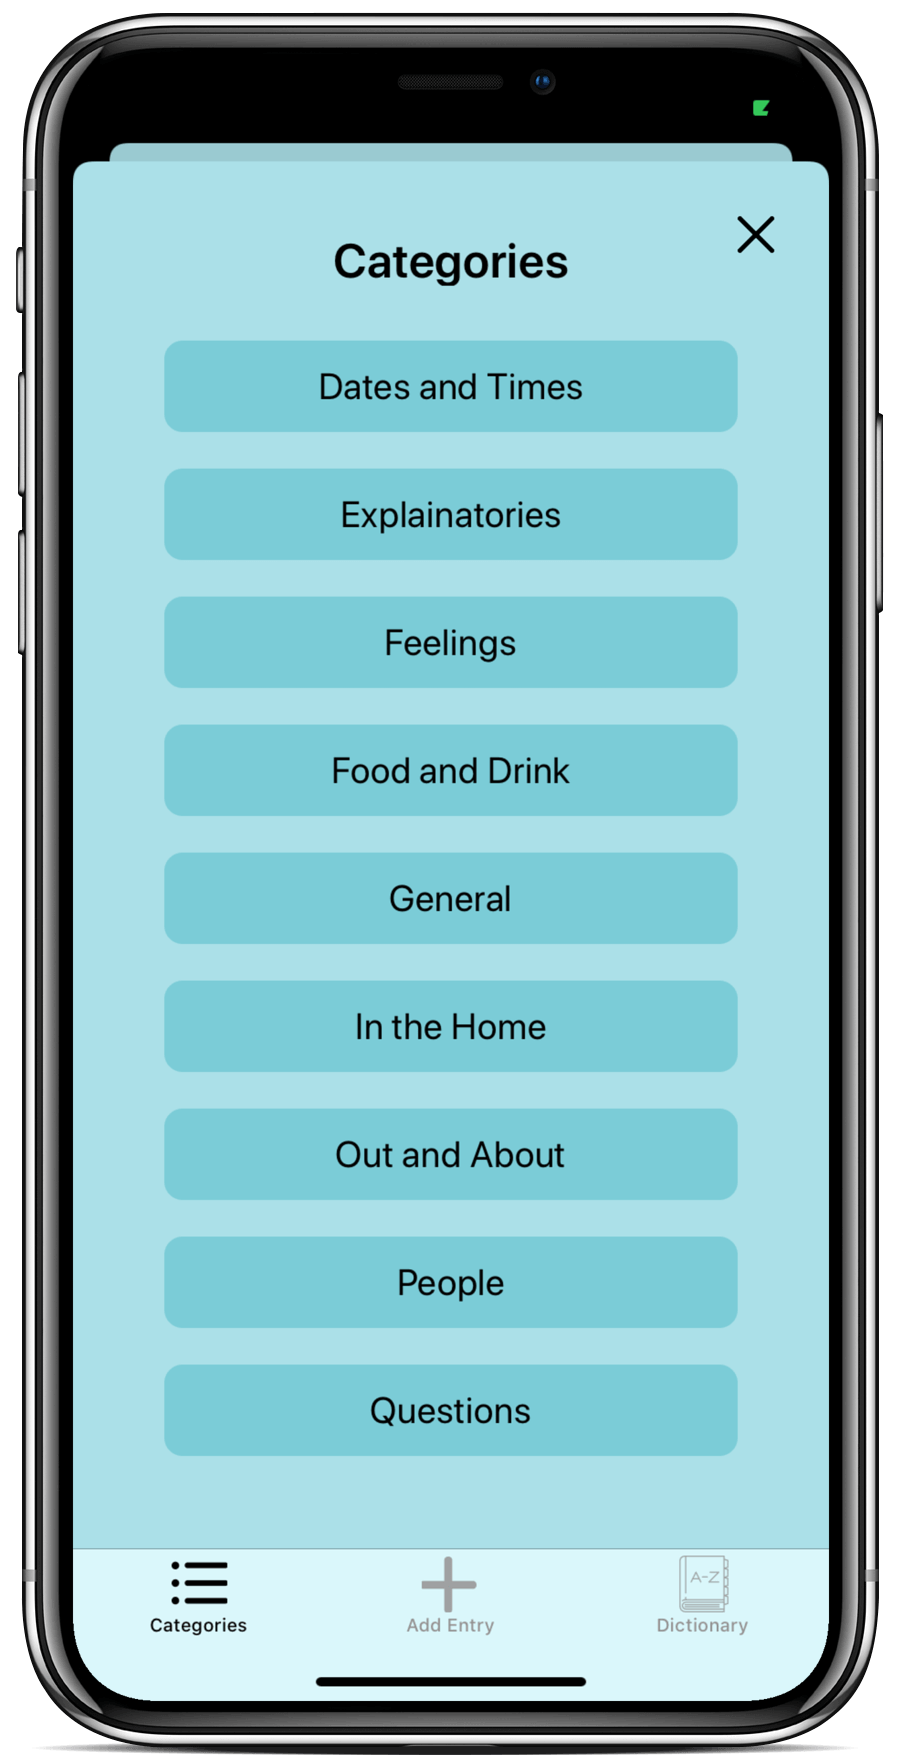 Categories
Dates and Times
Explainatories
Feelings
Food and Drink
General
In the Home
Out and About
People
Questions
A-Z
Categories
Add Entry
Dictionary